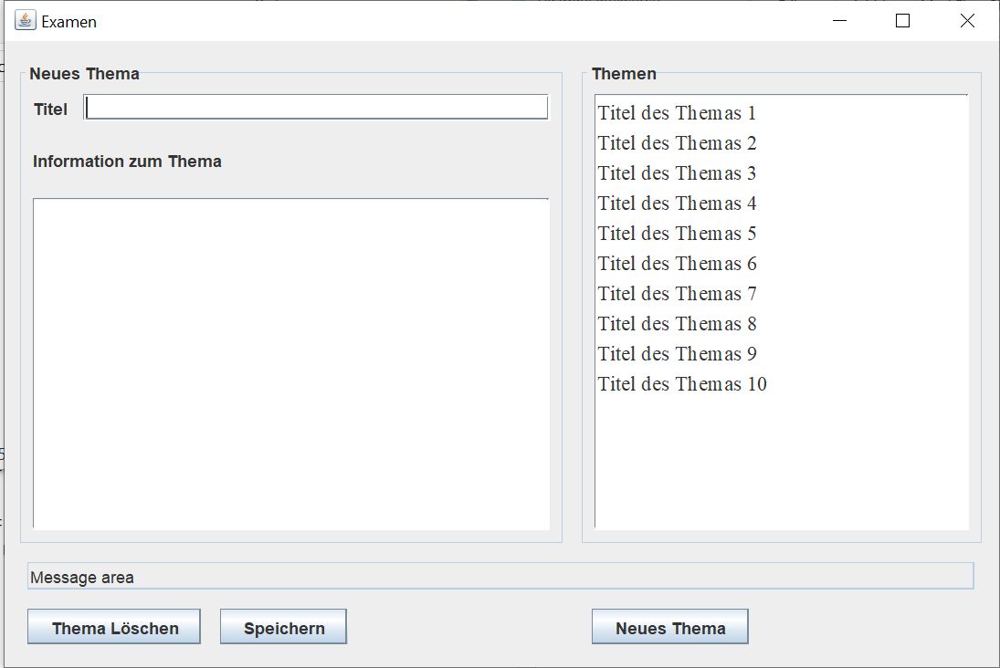 Examen
Neues Thema
Titel
Information zum Thema
Themen
Titel des Themas 1
Titel des Themas 2
Titel des Themas 3
Titel des Themas 4
Titel des Themas 5
Titel des Themas 6
Titel des Themas 7
Titel des Themas 8
Titel des Themas 9
Titel des Themas 10
Message area
Thema Löschen
Speichern
Neues Thema